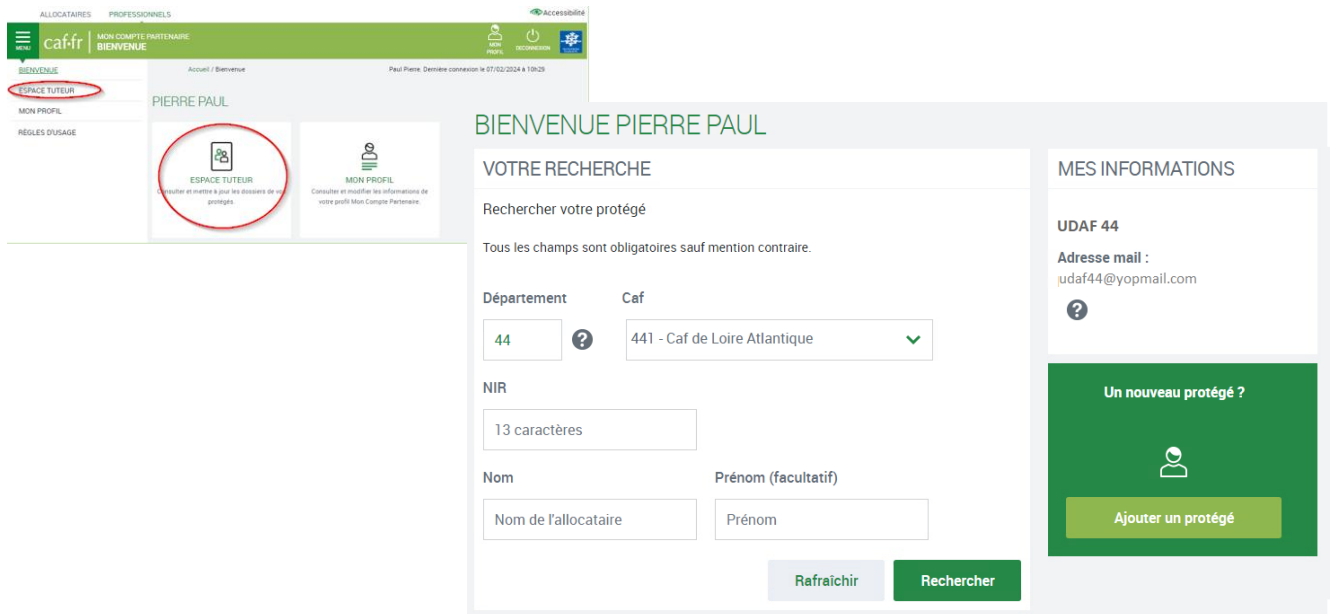 ALLOCATAIRES PROFESSIONNELS
Accessibilité
MENU
caf•fr
MON COMPTE PARTENAIRE
BIENVENUE
MON PROFIL
DECONNEXION
BIENVENUE
ESPACE TUTEUR
MON PROFIL
RÈGLES D'USAGE
Accueil / Bienvenue
Paul Pierre. Dernière connexion le 07/02/2024 à 10h29
PIERRE PAUL
ESPACE TUTEUR
Consulter et mettre à jour les dossiers de vos
protégés.
MON PROFIL
Consulter et modifier les informations de
votre profil Mon Compte Partenaire.
BIENVENUE PIERRE PAUL
VOTRE RECHERCHE
Rechercher votre protégé
Tous les champs sont obligatoires sauf mention contraire.
Département Caf
44 ? 441 - Caf de Loire Atlantique
NIR
13 caractères
Nom Prénom (facultatif)
Nom de l'allocataire Prénom
Rafraîchir Rechercher
MES INFORMATIONS
UDAF 44
Adresse mail :
udaf44@yopmail.com
?
Un nouveau protégé ?
Ajouter un protégé